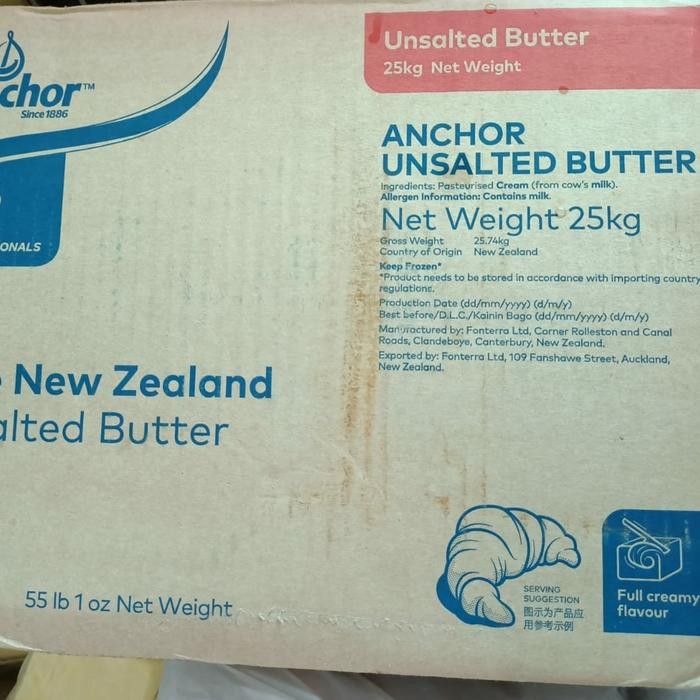 chor™
Since 1886
ONALS
New Zealand
alted Butter
55 lb 1 oz Net Weight
Unsalted Butter
25kg Net Weight
ANCHOR
UNSALTED BUTTER
Ingredients: Pasteurised Cream (from cow's milk).
Allergen Information: Contains milk.
Net Weight 25kg
Gross Weight 25.74kg
Country of Origin New Zealand
Keep Frozen*
*Product needs to be stored in accordance with importing country
regulations.
Production Date (dd/mm/yyyy) (d/m/y)
Best before/D.L.C./Kainin Bago (dd/mm/yyyy) (d/m/y)
Manufactured by: Fonterra Ltd, Corner Rolleston and Canal
Roads, Clandeboye, Canterbury, New Zealand.
Exported by: Fonterra Ltd, 109 Fanshawe Street, Auckland,
New Zealand.
SERVING
SUGGESTION
图示为产品应
用参考示例
Full creamy
flavour